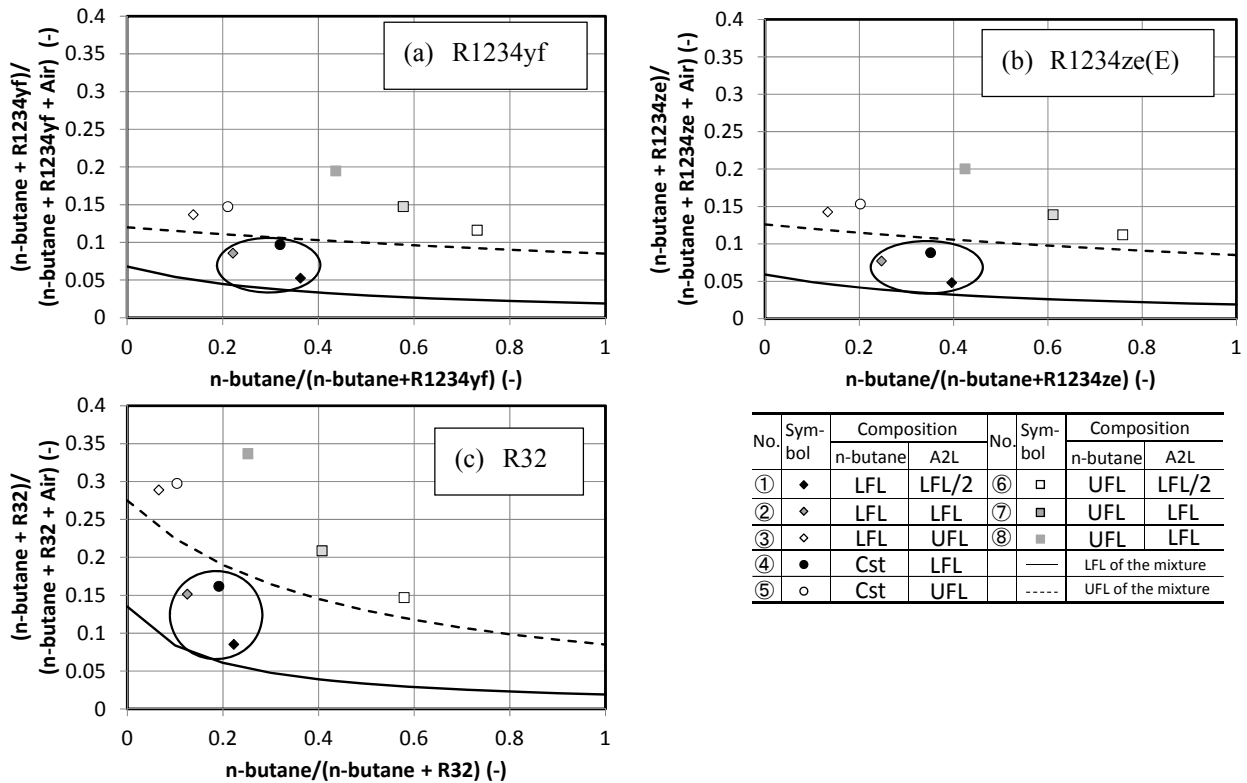 (a) R1234yf
(n-butane + R1234yf)/
(n-butane + R1234yf + Air) (-)
0.4
0.35
0.3
0.25
0.2
0.15
0.1
0.05
0
0 0.2 0.4 0.6 0.8 1
n-butane/(n-butane+R1234yf) (-)
(b) R1234ze(E)
(n-butane + R1234ze)/
(n-butane + R1234ze + Air) (-)
0.4
0.35
0.3
0.25
0.2
0.15
0.1
0.05
0
0 0.2 0.4 0.6 0.8 1
n-butane/(n-butane+R1234ze) (-)
(c) R32
(n-butane + R32)/
(n-butane + R32 + Air) (-)
0.4
0.35
0.3
0.25
0.2
0.15
0.1
0.05
0
0 0.2 0.4 0.6 0.8 1
n-butane/(n-butane + R32) (-)
No. Sym-bol Composition No. Sym-bol Composition
n-butane A2L n-butane A2L
① LFL LFL/2 ⑥ UFL LFL/2
② LFL LFL ⑦ UFL LFL
③ LFL UFL ⑧ UFL LFL
④ Cst LFL LFL of the mixture
⑤ Cst UFL UFL of the mixture